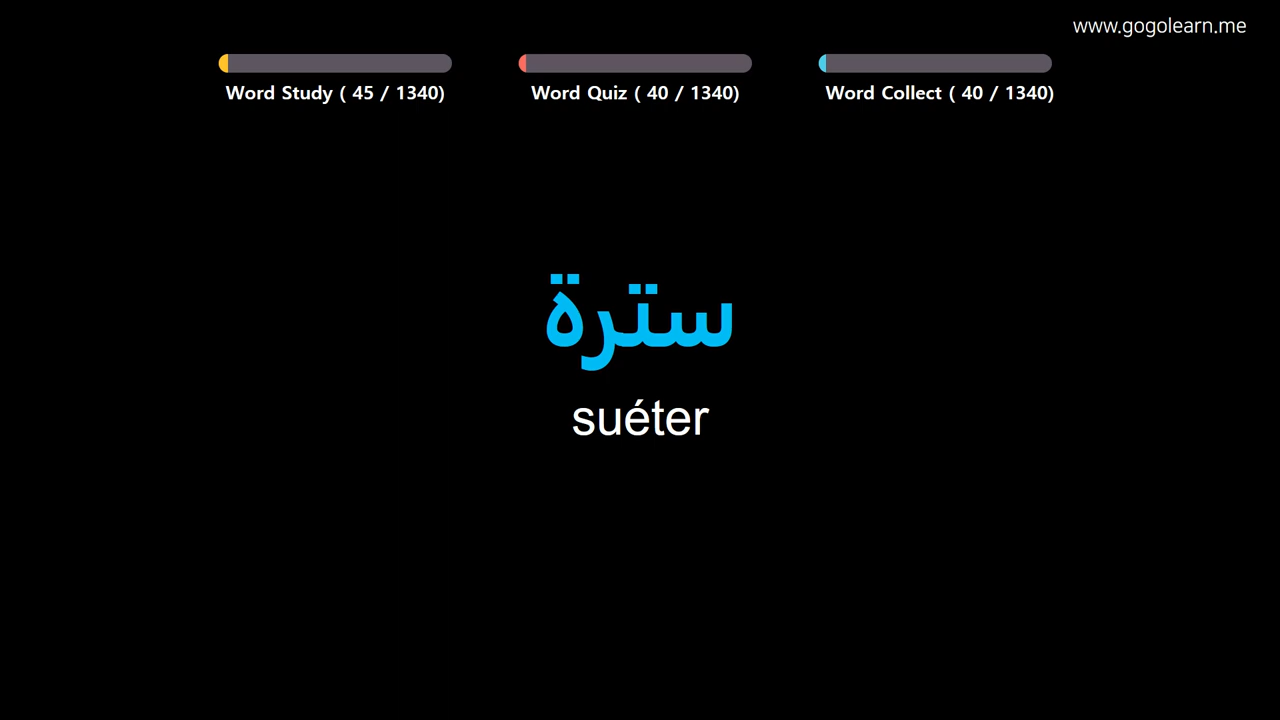 www.gogolearn.me
Word Study ( 45 / 1340)
Word Quiz ( 40 / 1340)
Word Collect ( 40 / 1340)
سترة
suéter